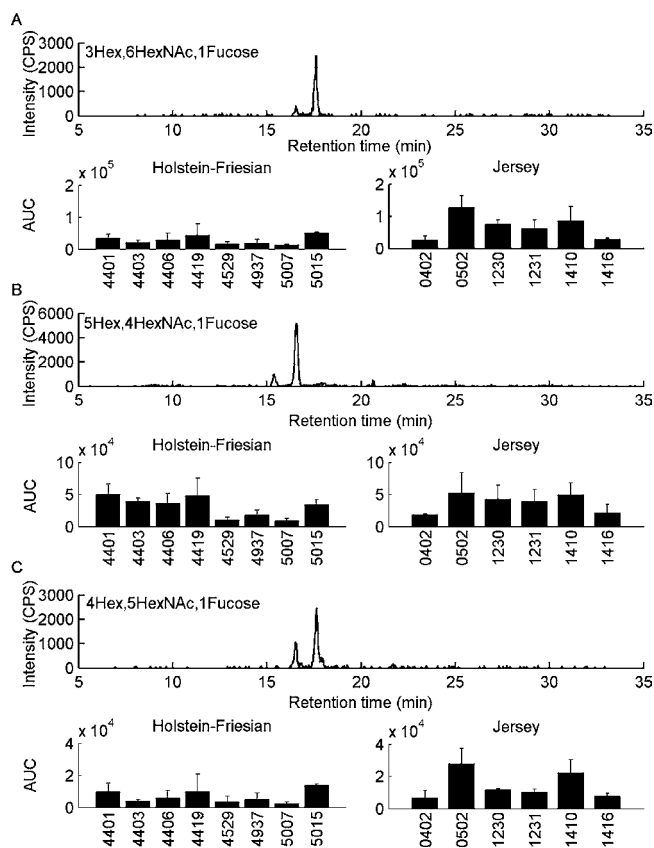 A
3Hex,6HexNAc,1Fucose
Intensity (CPS)
3000
2000
1000
0
5 10 15 20 25 30 35
Retention time (min)
x 10^5 Holstein-Friesian x 10^5 Jersey
AUC
2 2
1 1
0 0
4401 4403 4406 4419 4529 4937 5007 5015 0402 0502 1230 1231 1410 1416
B
5Hex,4HexNAc,1Fucose
Intensity (CPS)
6000
4000
2000
0
5 10 15 20 25 30 35
Retention time (min)
x 10^4 Holstein-Friesian x 10^4 Jersey
AUC
10 10
5 5
0 0
4401 4403 4406 4419 4529 4937 5007 5015 0402 0502 1230 1231 1410 1416
C
4Hex,5HexNAc,1Fucose
Intensity (CPS)
3000
2000
1000
0
5 10 15 20 25 30 35
Retention time (min)
x 10^4 Holstein-Friesian x 10^4 Jersey
AUC
4 4
2 2
0 0
4401 4403 4406 4419 4529 4937 5007 5015 0402 0502 1230 1231 1410 1416